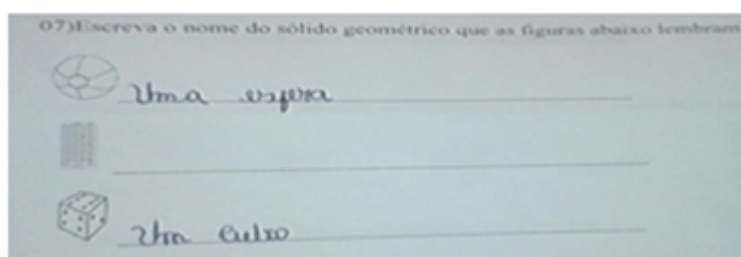 07)Escreva o nome do sólido geométrico que as figuras abaixo lembram
Uma esfera
Um cubo